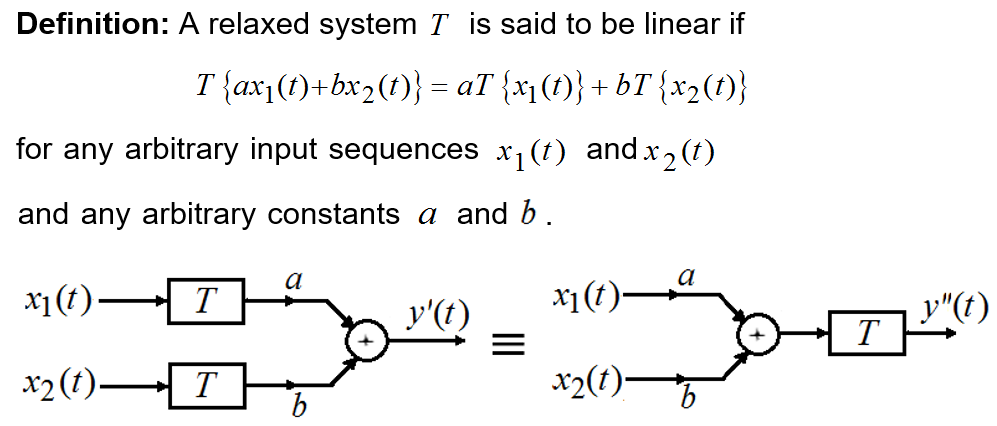 Definition: A relaxed system T is said to be linear if
T {ax₁(t)+bx₂(t)} = aT {x₁(t)} + bT {x₂(t)}
for any arbitrary input sequences x₁(t) and x₂(t)
and any arbitrary constants a and b .
x₁(t) T a
y'(t)
x₂(t) T b
≡
x₁(t) a
+ T y"(t)
x₂(t) b